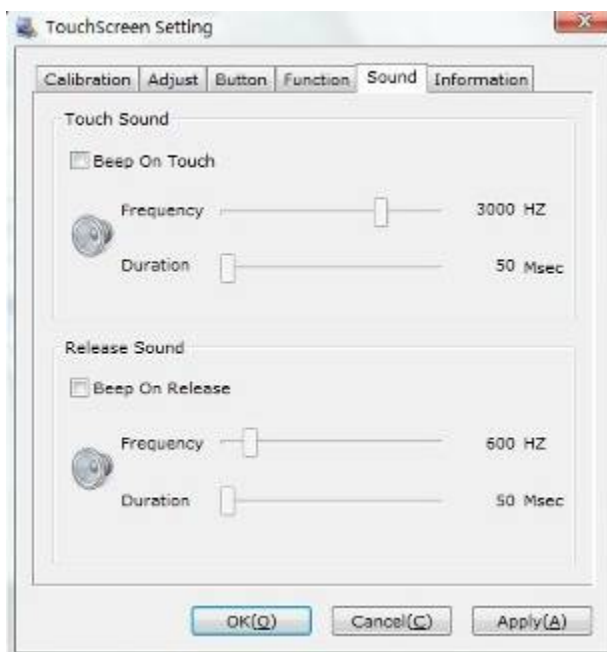 TouchScreen Setting
Calibration Adjust Button Function Sound Information
Touch Sound
Beep On Touch
Frequency 3000 HZ
Duration 50 Msec
Release Sound
Beep On Release
Frequency 600 HZ
Duration 50 Msec
OK(O) Cancel(C) Apply(A)